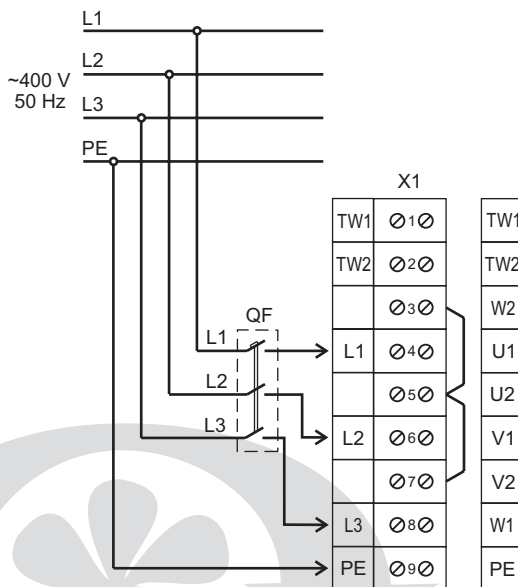 L1
L2
~400 V
50 Hz
L3
PE
X1
TW1 1 TW1
TW2 2 TW2
3 W2
QF
L1
L1 4 U1
L2
5 U2
L3
L2 6 V1
7 V2
L3 8 W1
PE 9 PE